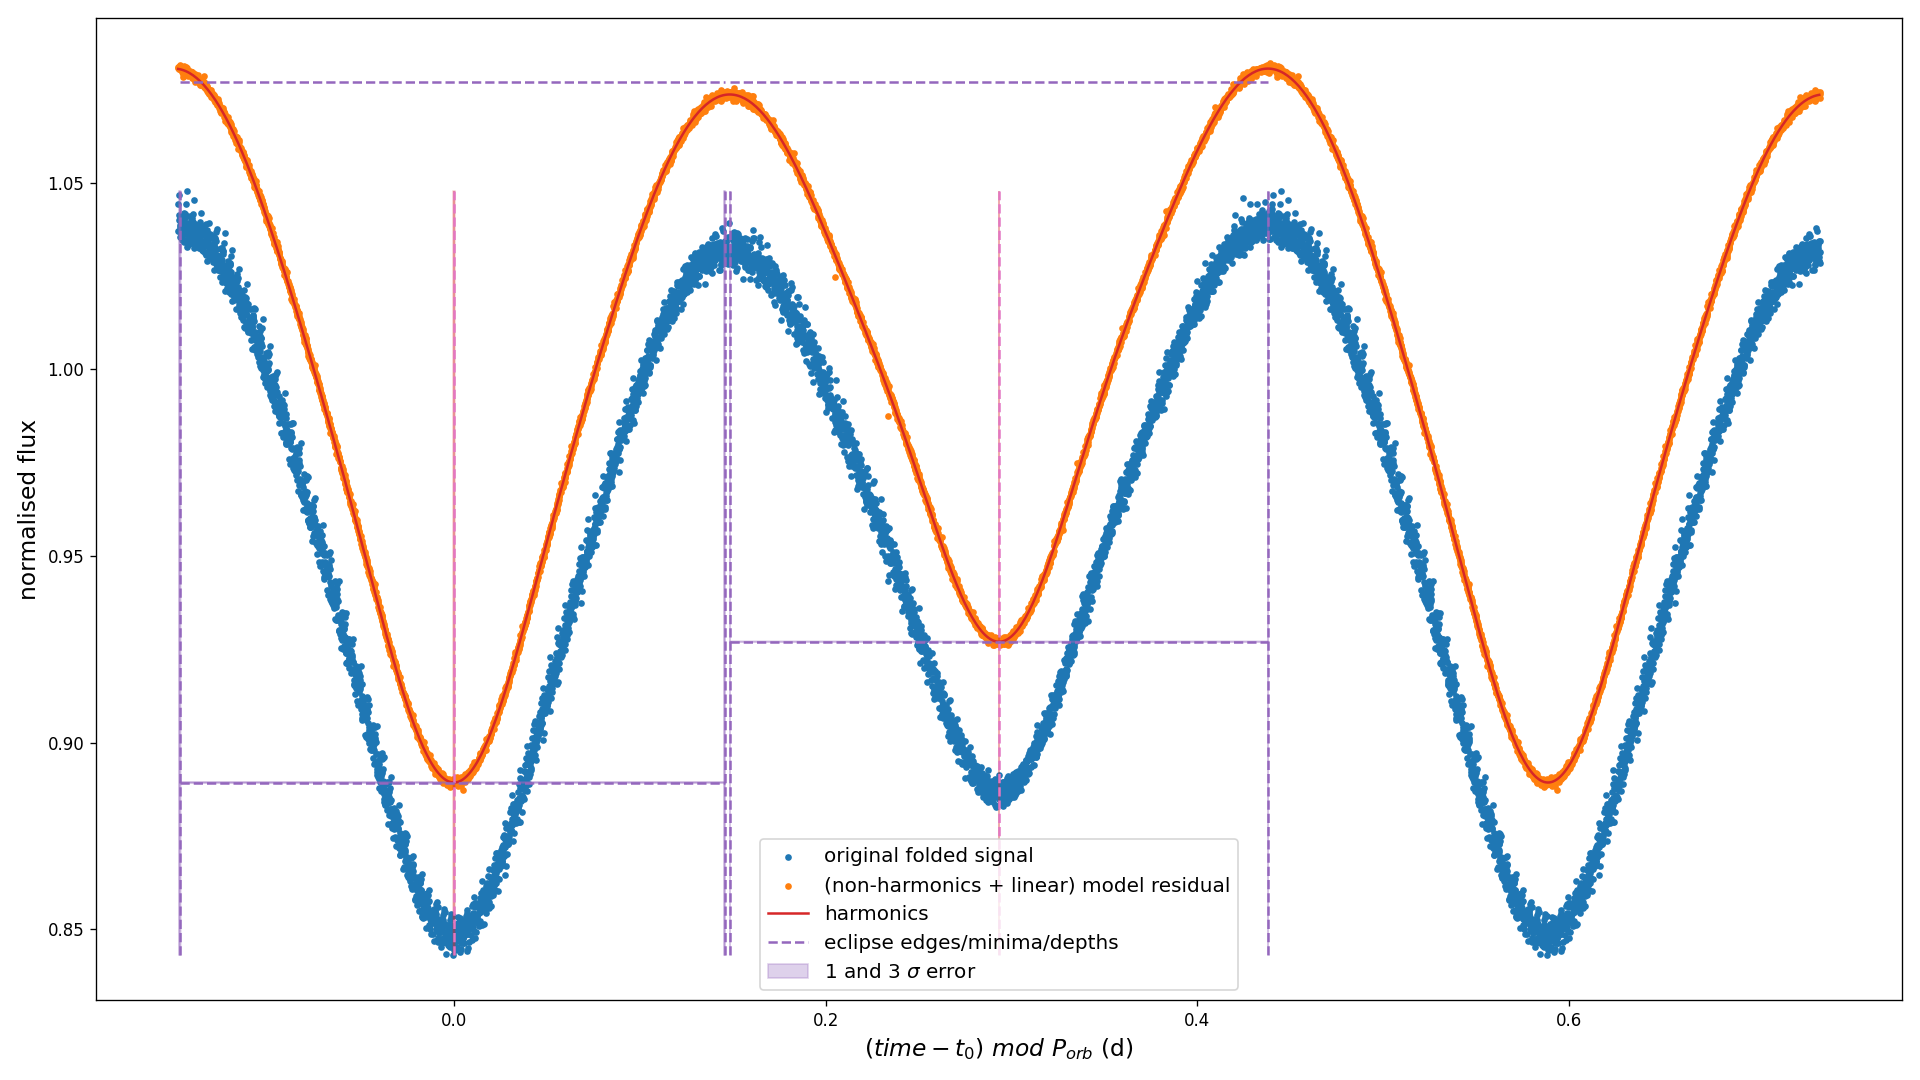 normalised flux
1.05
1.00
0.95
0.90
0.85
original folded signal
(non-harmonics + linear) model residual
harmonics
eclipse edges/minima/depths
1 and 3 σ error
0.0 0.2 0.4 0.6
(time − t₀) mod P_orb (d)